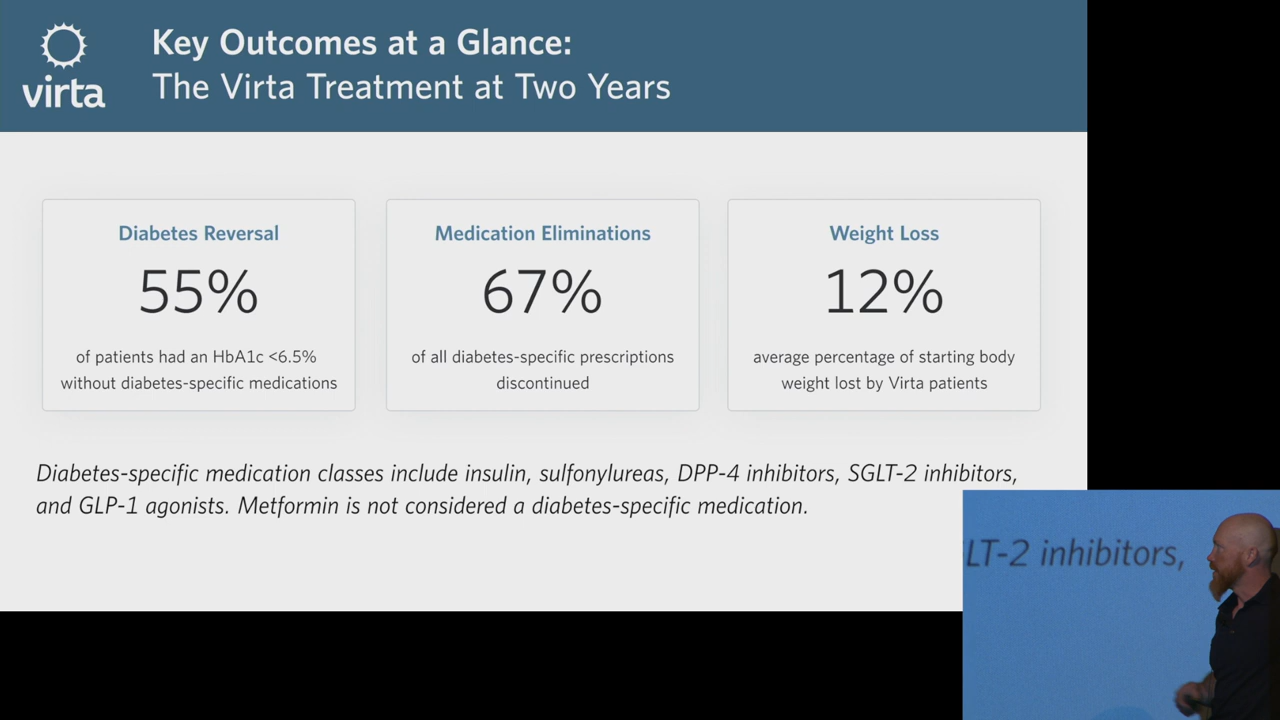 virta
Key Outcomes at a Glance:
The Virta Treatment at Two Years
Diabetes Reversal
55%
of patients had an HbA1c <6.5%
without diabetes-specific medications
Medication Eliminations
67%
of all diabetes-specific prescriptions
discontinued
Weight Loss
12%
average percentage of starting body
weight lost by Virta patients
Diabetes-specific medication classes include insulin, sulfonylureas, DPP-4 inhibitors, SGLT-2 inhibitors,
and GLP-1 agonists. Metformin is not considered a diabetes-specific medication.
LT-2 inhibitors,